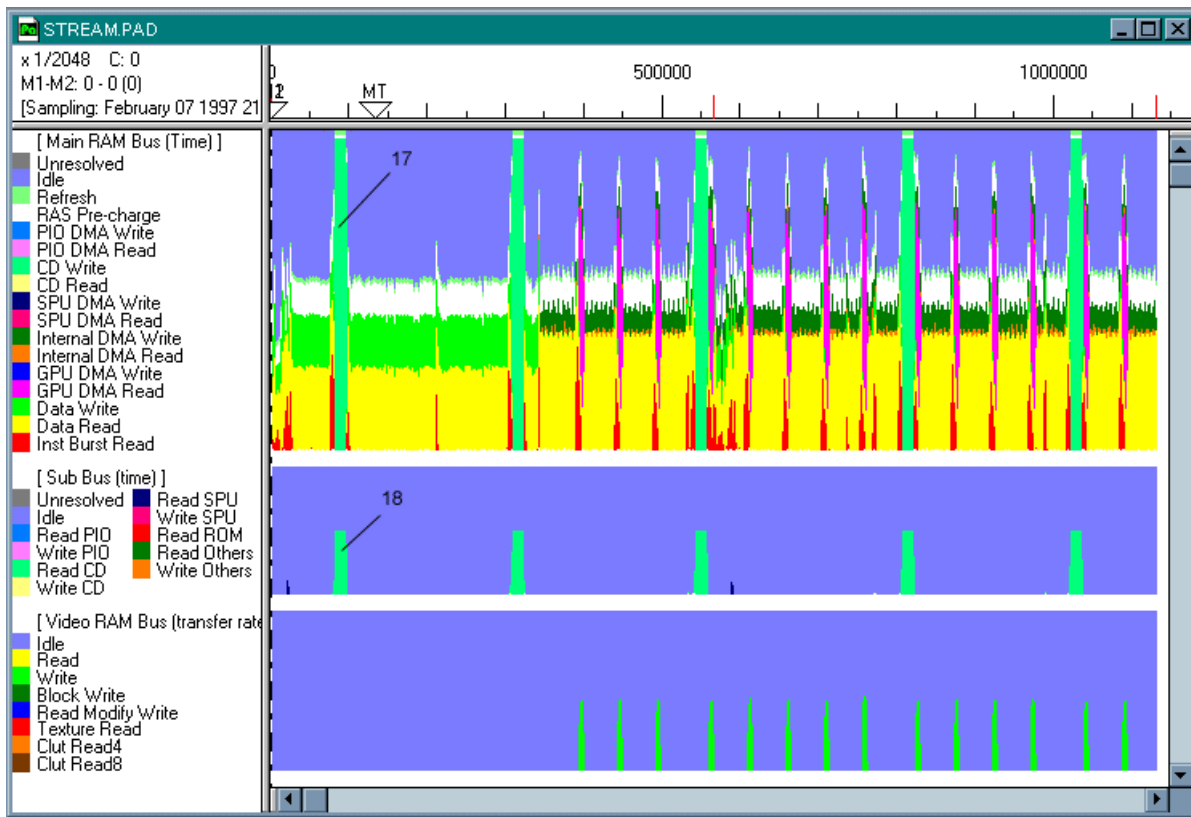 STREAM.PAD
x 1/2048 C: 0
M1-M2: 0 - 0 (0)
[Sampling: February 07 1997 21
0 500000 1000000
MT
[ Main RAM Bus (Time) ]
Unresolved
Idle
Refresh
RAS Pre-charge
PIO DMA Write
PIO DMA Read
CD Write
CD Read
SPU DMA Write
SPU DMA Read
Internal DMA Write
Internal DMA Read
GPU DMA Write
GPU DMA Read
Data Write
Data Read
Inst Burst Read
17
[ Sub Bus (time) ]
Unresolved Read SPU
Idle Write SPU
Read PIO Read ROM
Write PIO Read Others
Read CD Write Others
Write CD
18
[ Video RAM Bus (transfer rate
Idle
Read
Write
Block Write
Read Modify Write
Texture Read
Clut Read4
Clut Read8